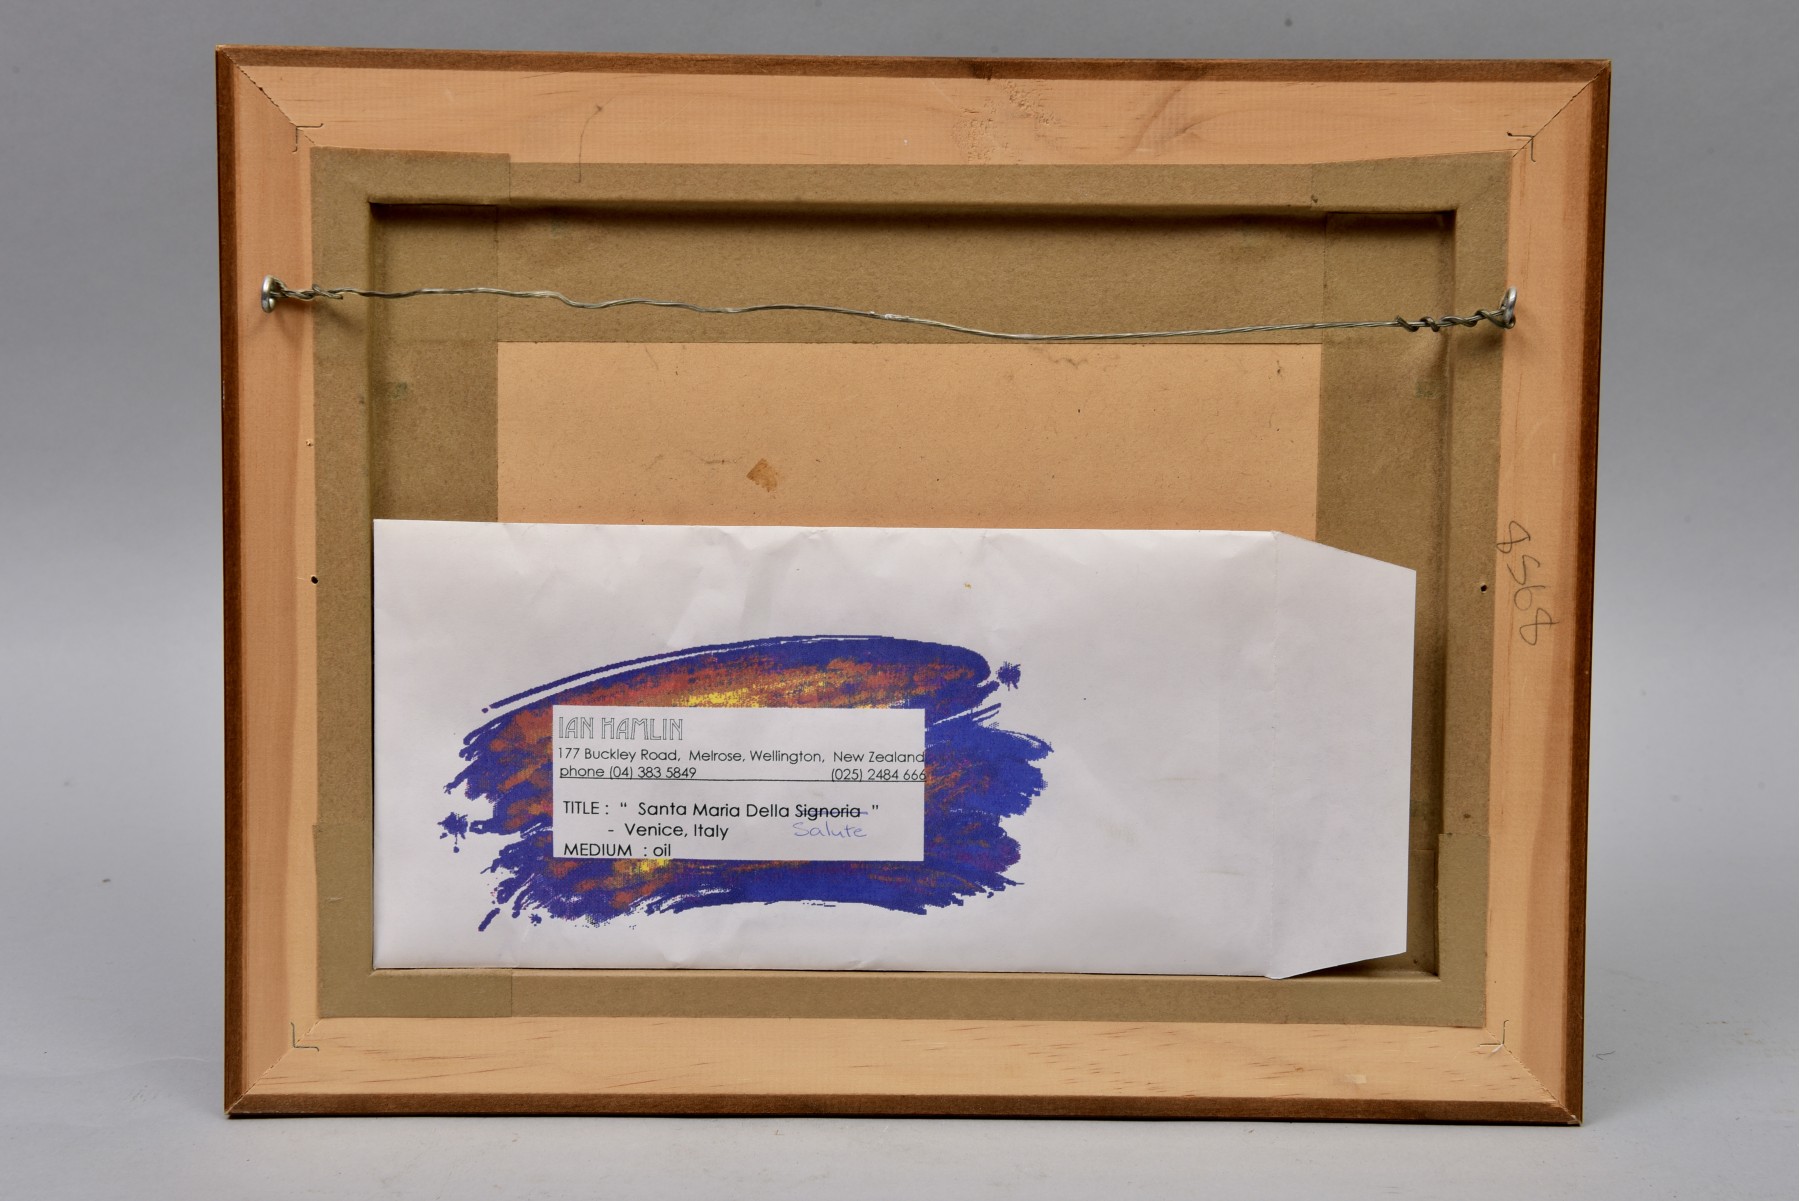 IAN HAMLIN
177 Buckley Road, Melrose, Wellington, New Zealand
phone (04) 383 5849 (025) 2484 666
TITLE : " Santa Maria Della Signoria "
Salute
- Venice, Italy
MEDIUM : oil
8958